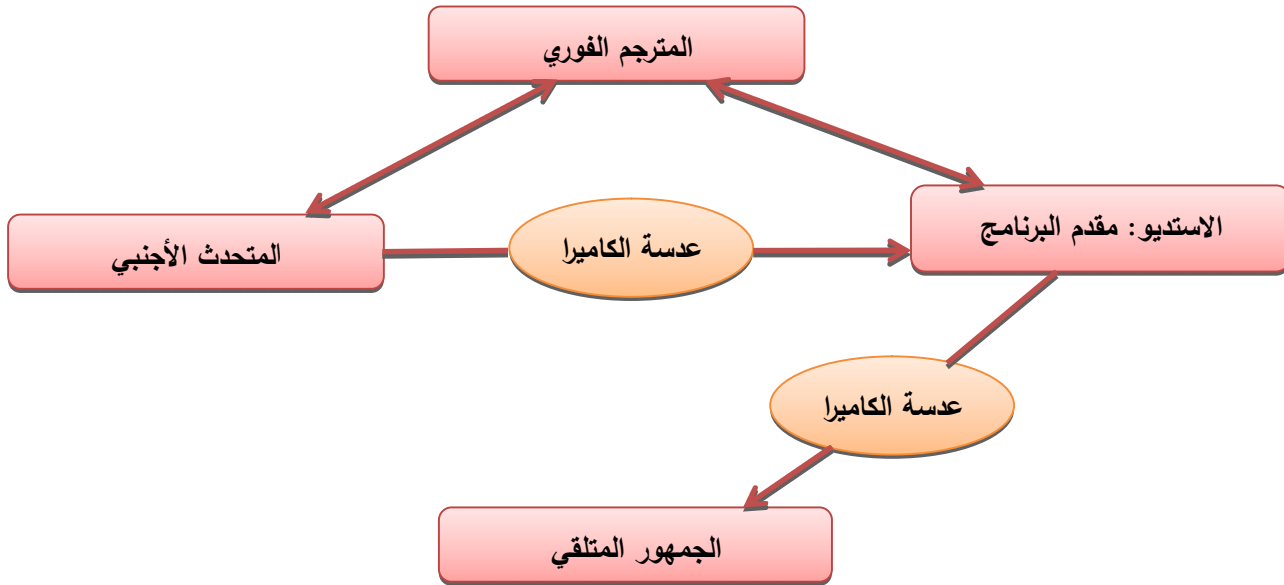 المترجم الفوري
الاستديو: مقدم البرنامج
عدسة الكاميرا
المتحدث الأجنبي
عدسة الكاميرا
الجمهور المتلقي